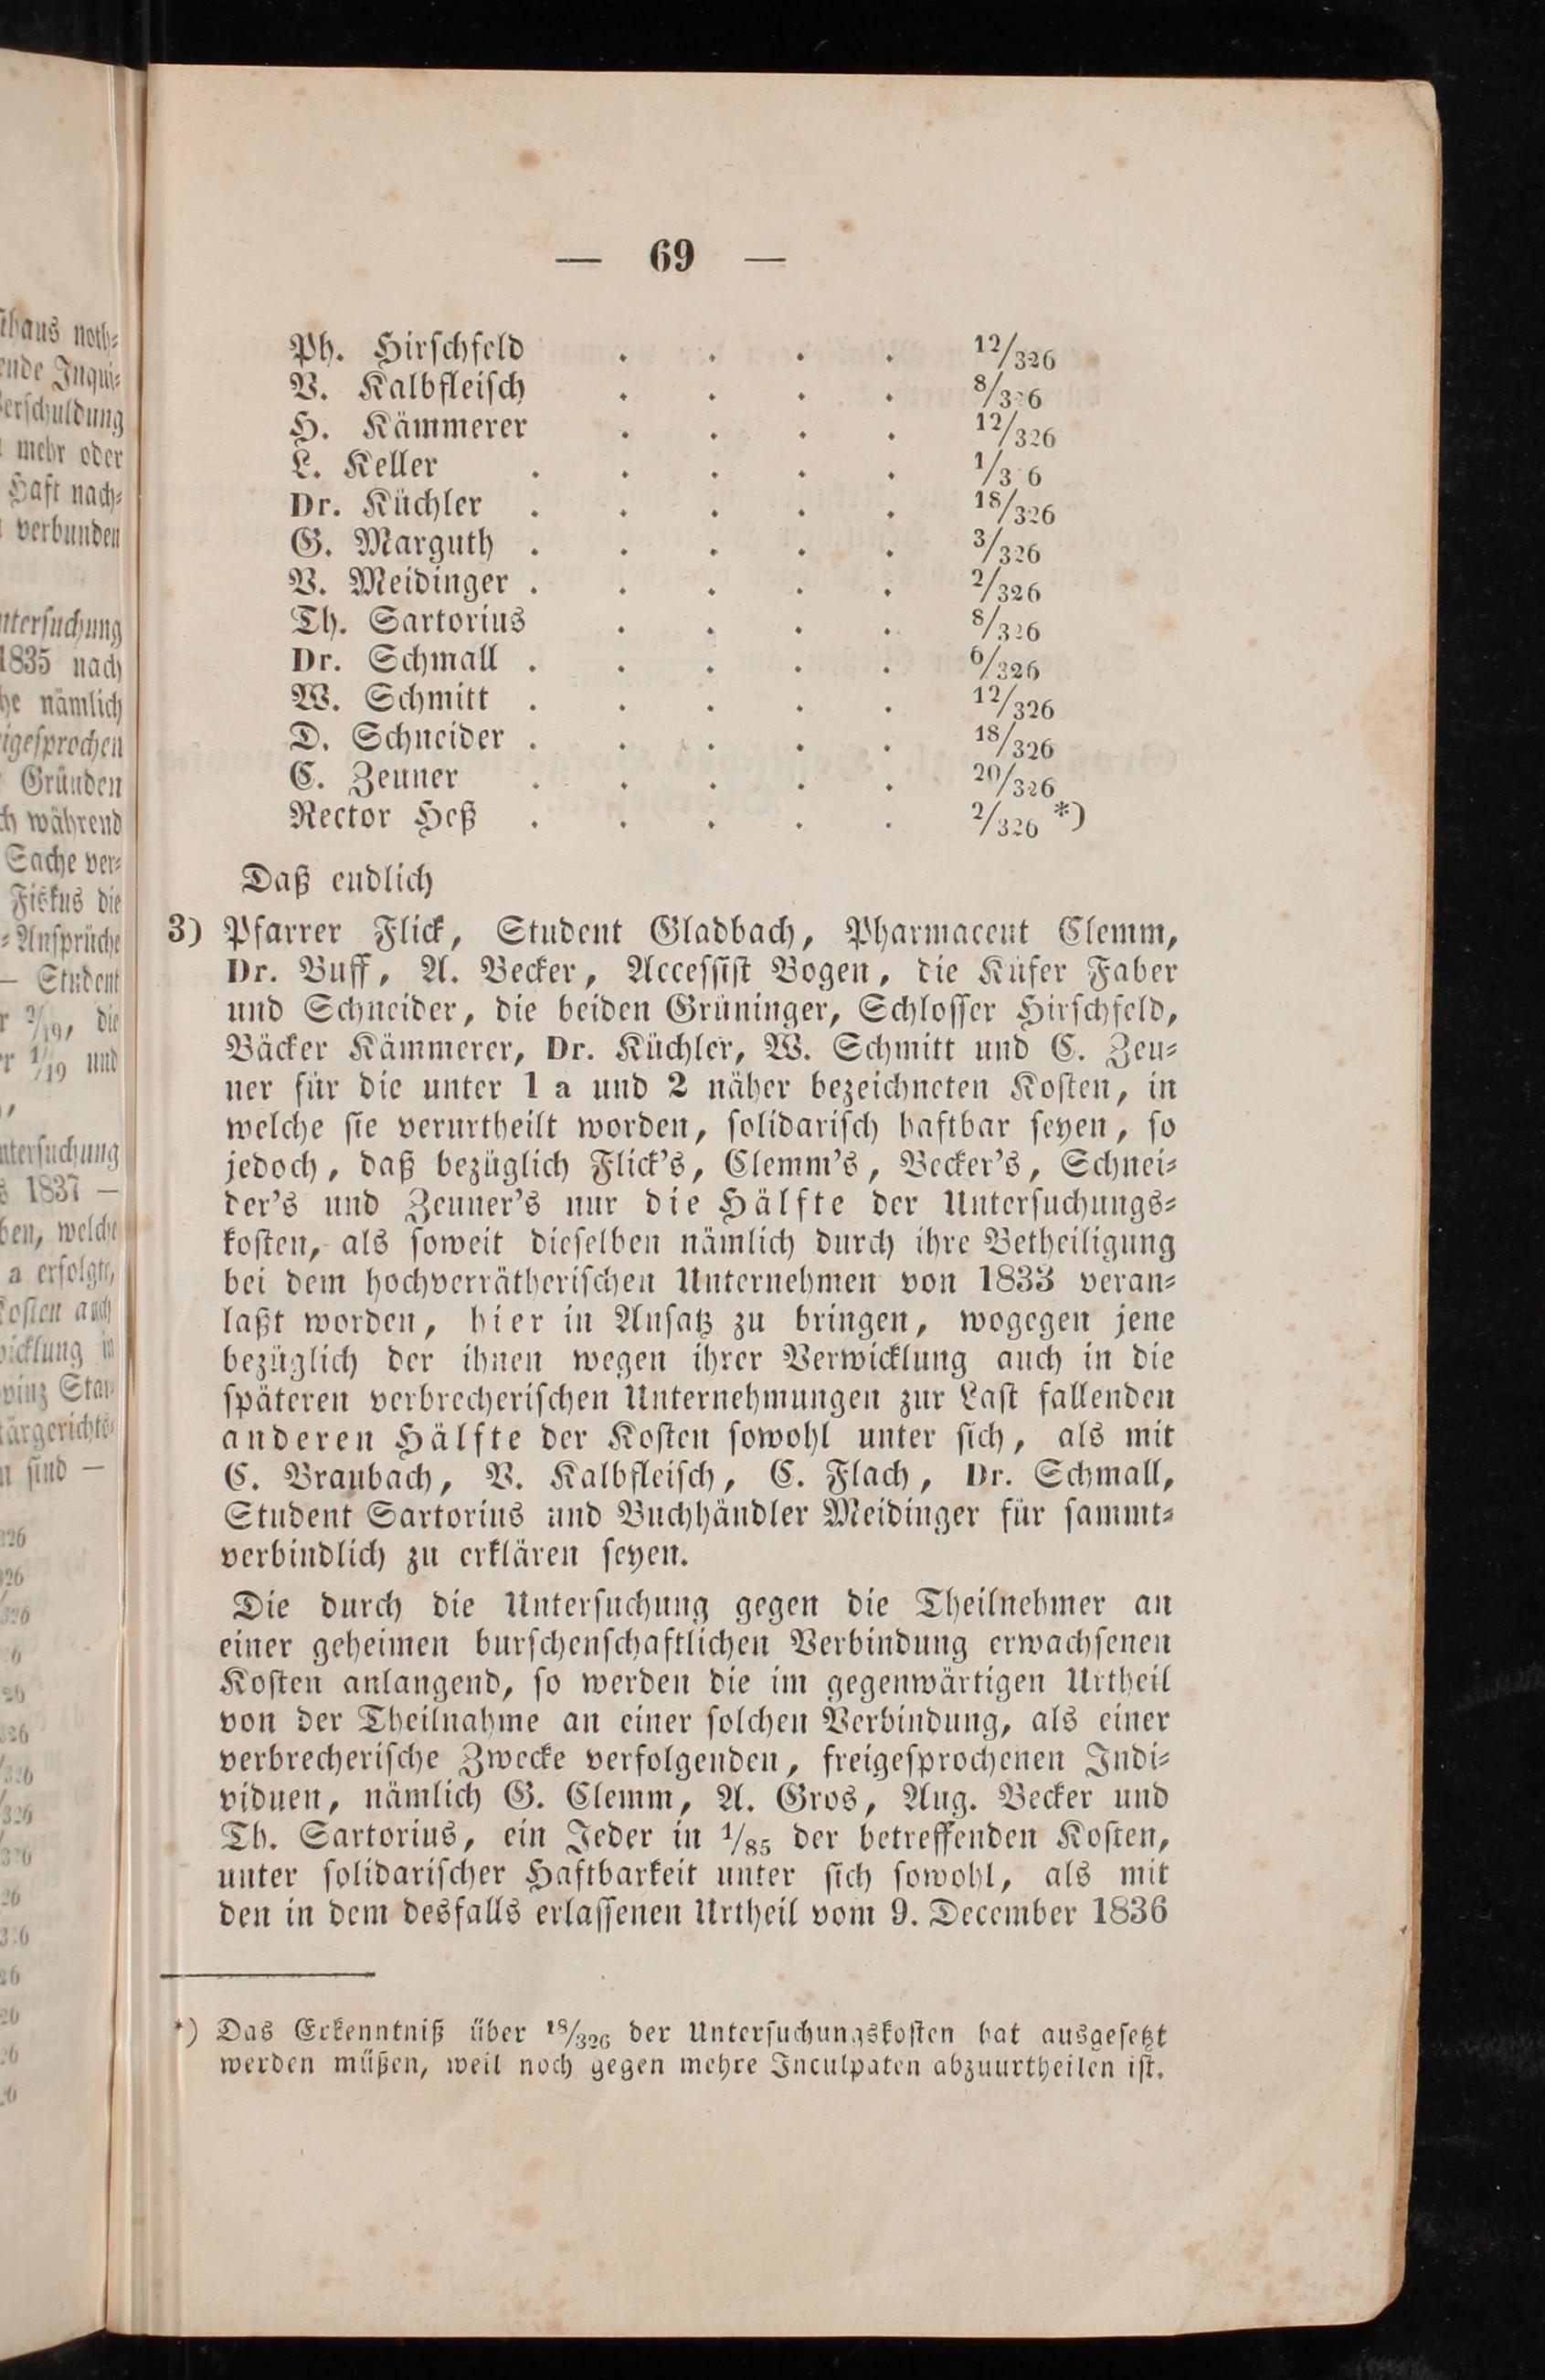 — 69 —
Ph. Hirschfeld . . . . 12/326
V. Kalbfleisch . . . . 8/326
H. Kämmerer . . . . 12/326
L. Keller . . . . . 1/3 6
Dr. Küchler . . . . . 18/326
G. Marguth . . . . . 3/326
V. Meidinger . . . . . 2/326
Th. Sartorius . . . . 8/326
Dr. Schmall . . . . . 6/326
W. Schmitt . . . . . 12/326
D. Schneider . . . . . 18/326
C. Zeuner . . . . . 20/326
Rector Heß . . . . . 2/326 *)
Daß endlich
3) Pfarrer Flick, Student Gladbach, Pharmaceut Clemm,
Dr. Buff, A. Becker, Accessist Bogen, die Küfer Faber
und Schneider, die beiden Grüninger, Schlosser Hirschfeld,
Bäcker Kämmerer, Dr. Küchler, W. Schmitt und C. Zeu-
ner für die unter 1 a und 2 näher bezeichneten Kosten, in
welche sie verurtheilt worden, solidarisch haftbar seyen, so
jedoch, daß bezüglich Flick's, Clemm's, Becker's, Schnei-
der's und Zeuner's nur die Hälfte der Untersuchungs-
kosten, als soweit dieselben nämlich durch ihre Betheiligung
bei dem hochverrätherischen Unternehmen von 1833 veran-
laßt worden, hier in Ansatz zu bringen, wogegen jene
bezüglich der ihnen wegen ihrer Verwicklung auch in die
späteren verbrecherischen Unternehmungen zur Last fallenden
anderen Hälfte der Kosten sowohl unter sich, als mit
C. Braubach, V. Kalbfleisch, C. Flach, Dr. Schmall,
Student Sartorius und Buchhändler Meidinger für sammt-
verbindlich zu erklären seyen.
Die durch die Untersuchung gegen die Theilnehmer an
einer geheimen burschenschaftlichen Verbindung erwachsenen
Kosten anlangend, so werden die im gegenwärtigen Urtheil
von der Theilnahme an einer solchen Verbindung, als einer
verbrecherische Zwecke verfolgenden, freigesprochenen Indi-
viduen, nämlich G. Clemm, A. Gros, Aug. Becker und
Th. Sartorius, ein Jeder in 1/85 der betreffenden Kosten,
unter solidarischer Haftbarkeit unter sich sowohl, als mit
den in dem desfalls erlassenen Urtheil vom 9. December 1836
*) Das Erkenntniß über 18/326 der Untersuchungskosten hat ausgesetzt
werden müßen, weil noch gegen mehre Inculpaten abzuurtheilen ist.